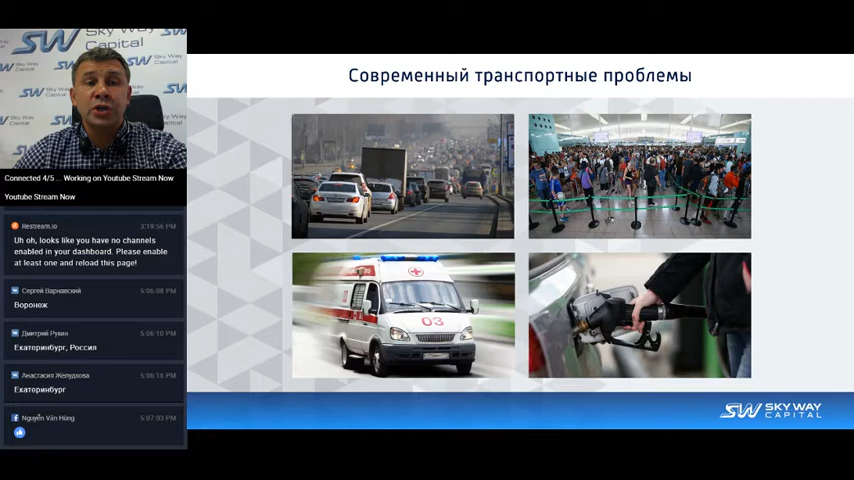 SW SKY WAY CAPITAL
Sky Way
Capital
Connected 4/5 ... Working on Youtube Stream Now
Youtube Stream Now
Restream.io 3:19:56 PM
Uh oh, looks like you have no channels
enabled in your dashboard. Please enable
at least one and reload this page!
Сергей Варнавский 5:06:08 PM
Воронеж
Дмитрий Рукин 5:06:10 PM
Екатеринбург, Россия
Анастасия Желудкова 5:06:16 PM
Екатеринбург
Nguyễn Văn Hùng 5:07:03 PM
Современный транспортные проблемы
03